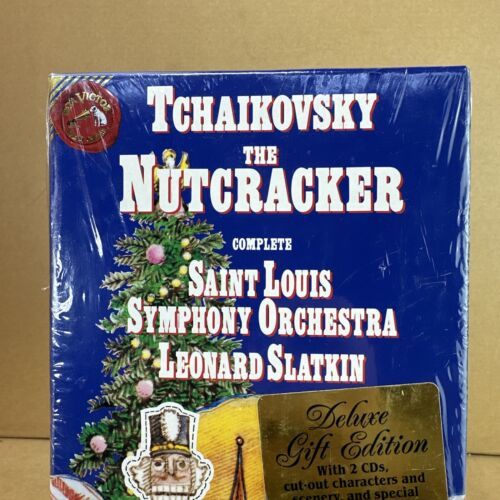 RCA VICTOR
TCHAIKOVSKY
THE
NUTCRACKER
COMPLETE
SAINT LOUIS
SYMPHONY ORCHESTRA
LEONARD SLATKIN
Deluxe
Gift Edition
With 2 CDs,
cut-out characters and
scenery, and special